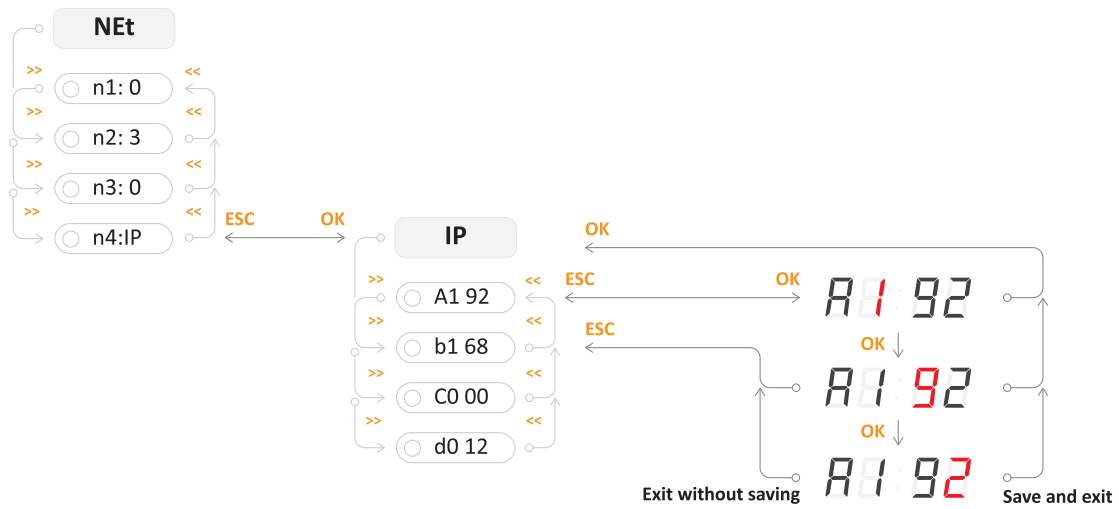 NEt
>> <<
n1: 0
>> <<
n2: 3
>> <<
n3: 0
>> <<
n4:IP
ESC OK
IP
OK
>> <<
A1 92
ESC OK
A1 92
>> <<
b1 68
ESC
OK
A1 92
>> <<
C0 00
>> <<
d0 12
OK
A1 92
Exit without saving
Save and exit